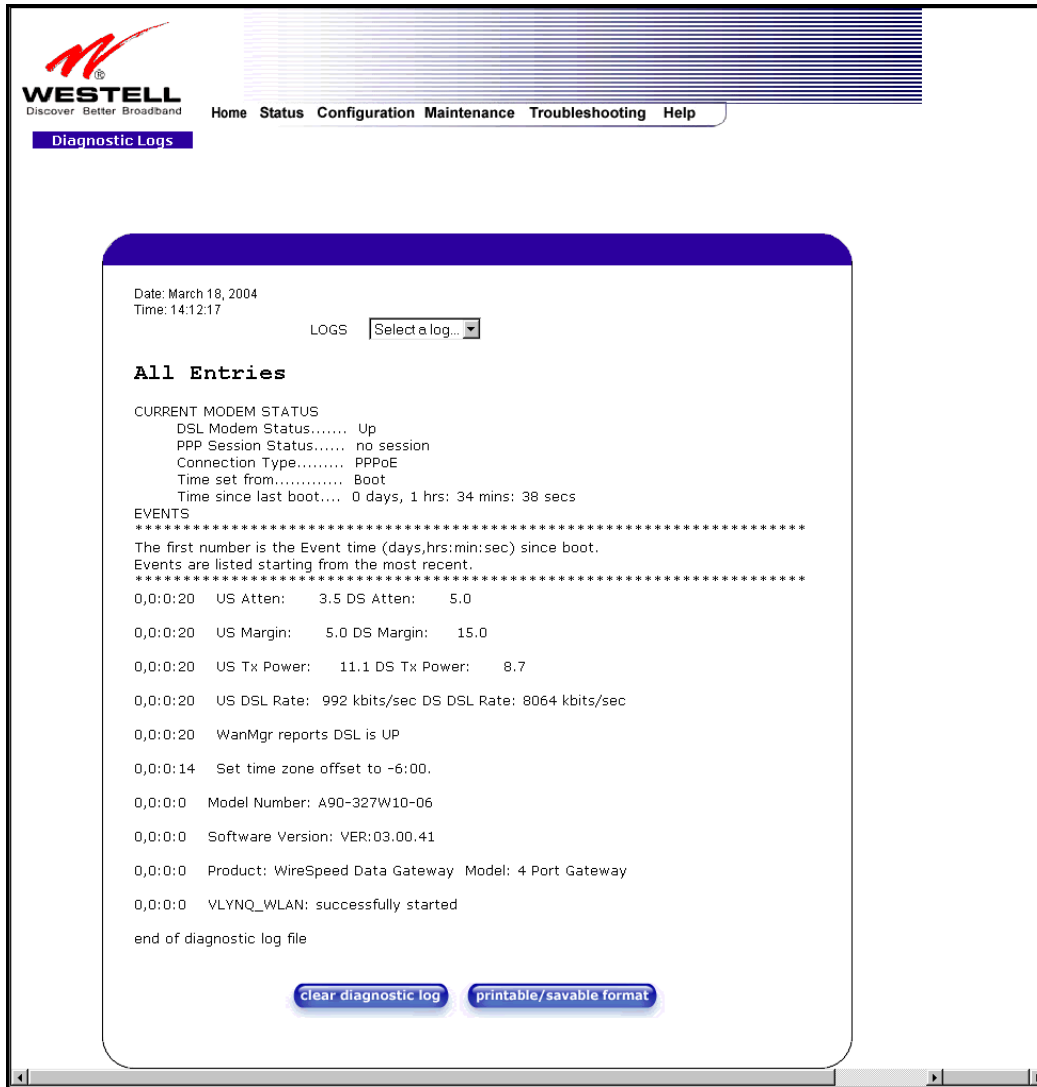 WESTELL
Discover Better Broadband
Home Status Configuration Maintenance Troubleshooting Help
Diagnostic Logs
Date: March 18, 2004
Time: 14:12:17
LOGS Select a log...
All Entries
CURRENT MODEM STATUS
DSL Modem Status....... Up
PPP Session Status...... no session
Connection Type......... PPPoE
Time set from............. Boot
Time since last boot.... 0 days, 1 hrs: 34 mins: 38 secs
EVENTS
**********************************************************************
The first number is the Event time (days,hrs:min:sec) since boot.
Events are listed starting from the most recent.
**********************************************************************
0,0:0:20 US Atten: 3.5 DS Atten: 5.0
0,0:0:20 US Margin: 5.0 DS Margin: 15.0
0,0:0:20 US Tx Power: 11.1 DS Tx Power: 8.7
0,0:0:20 US DSL Rate: 992 kbits/sec DS DSL Rate: 8064 kbits/sec
0,0:0:20 WanMgr reports DSL is UP
0,0:0:14 Set time zone offset to -6:00.
0,0:0:0 Model Number: A90-327W10-06
0,0:0:0 Software Version: VER:03.00.41
0,0:0:0 Product: WireSpeed Data Gateway Model: 4 Port Gateway
0,0:0:0 VLYNQ_WLAN: successfully started
end of diagnostic log file
clear diagnostic log printable/savable format